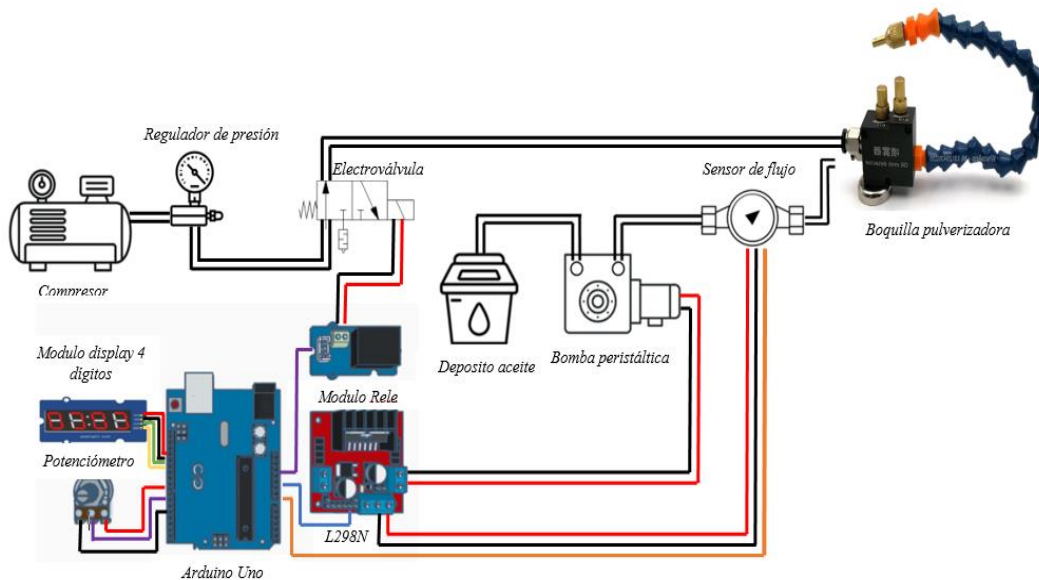 Regulador de presión
Electroválvula
Sensor de flujo
Boquilla pulverizadora
Compresor
Deposito aceite
Bomba peristáltica
Modulo display 4
dígitos
Modulo Rele
Potenciómetro
L298N
Arduino Uno